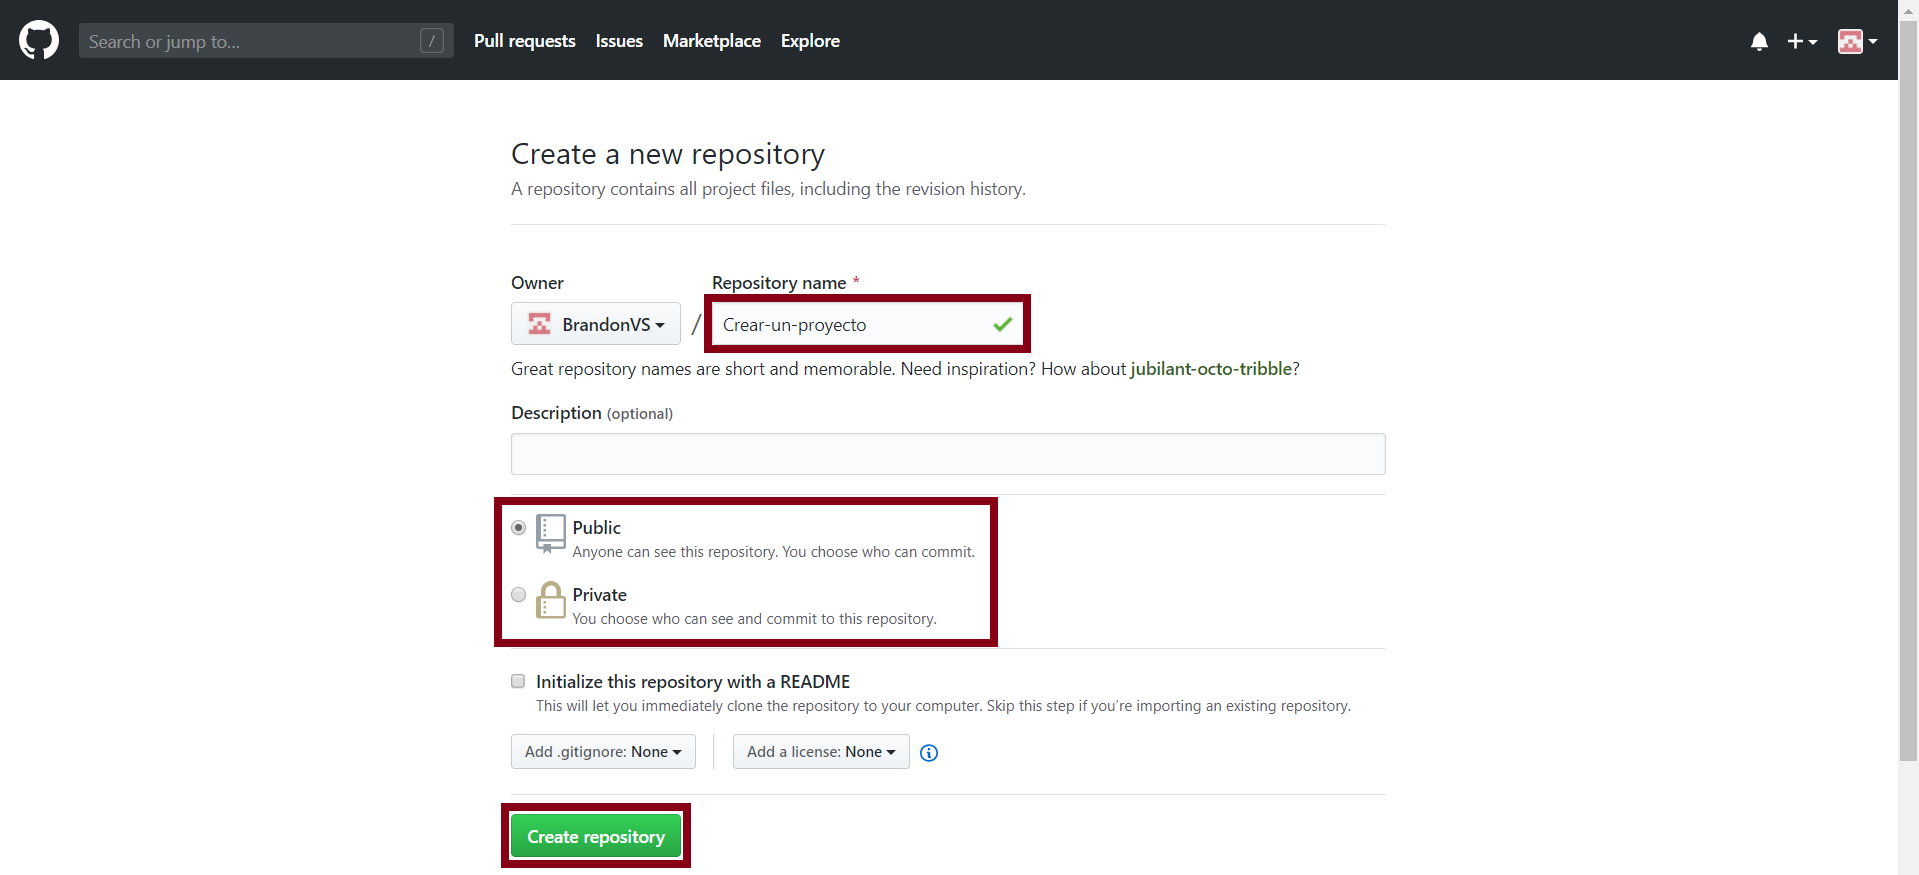 Search or jump to... / Pull requests Issues Marketplace Explore
Create a new repository
A repository contains all project files, including the revision history.
Owner Repository name *
BrandonVS / Crear-un-proyecto
Great repository names are short and memorable. Need inspiration? How about jubilant-octo-tribble?
Description (optional)
Public
Anyone can see this repository. You choose who can commit.
Private
You choose who can see and commit to this repository.
Initialize this repository with a README
This will let you immediately clone the repository to your computer. Skip this step if you’re importing an existing repository.
Add .gitignore: None Add a license: None
Create repository